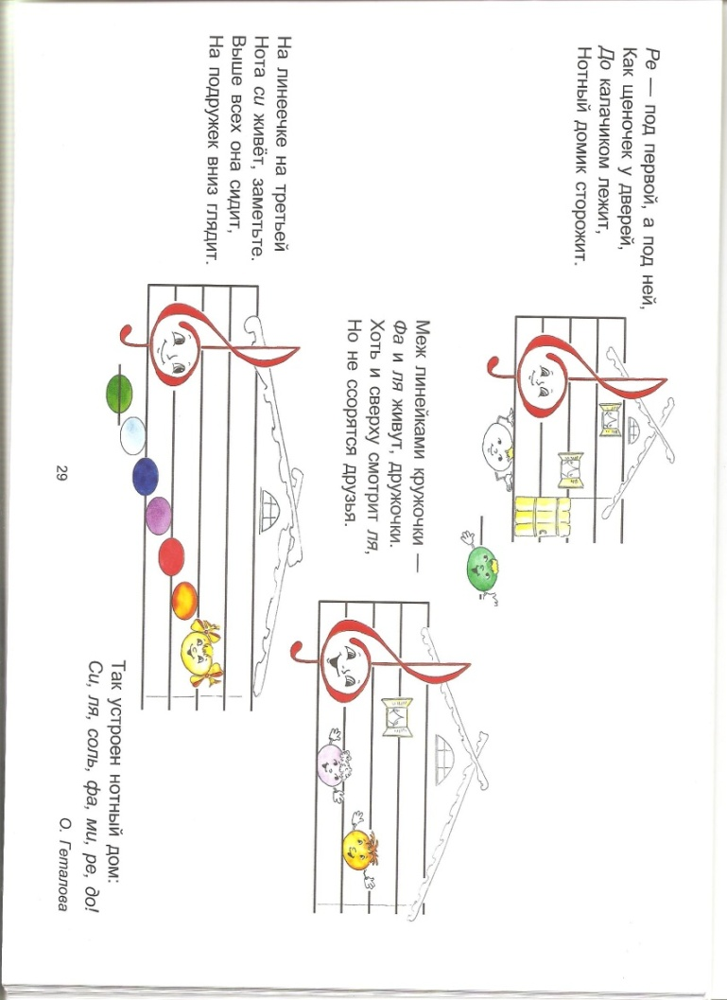 Ре — под первой, а под ней,
Как щеночек у дверей,
До калачиком лежит,
Нотный домик сторожит.
Меж линейками кружочки —
Фа и ля живут, дружочки.
Хоть и сверху смотрит ля,
Но не ссорятся друзья.
На линеечке на третьей
Нота си живёт, заметьте.
Выше всех она сидит,
На подружек вниз глядит.
Так устроен нотный дом:
Си, ля, соль, фа, ми, ре, до!
О. Геталова
29